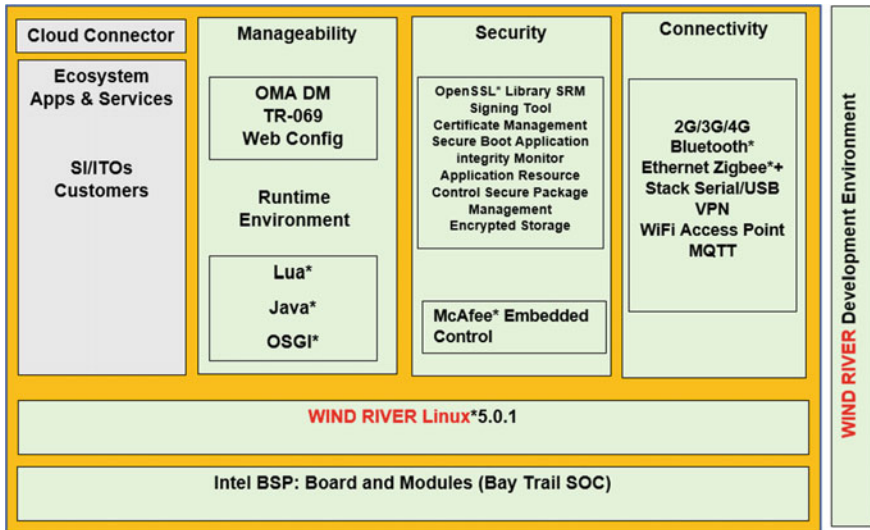 Cloud Connector
Ecosystem
Apps & Services
SI/ITOs
Customers
Manageability
OMA DM
TR-069
Web Config
Runtime
Environment
Lua*
Java*
OSGI*
Security
OpenSSL* Library SRM
Signing Tool
Certificate Management
Secure Boot Application
integrity Monitor
Application Resource
Control Secure Package
Management
Encrypted Storage
McAfee* Embedded
Control
Connectivity
2G/3G/4G
Bluetooth*
Ethernet Zigbee*+
Stack Serial/USB
VPN
WiFi Access Point
MQTT
WIND RIVER Linux*5.0.1
Intel BSP: Board and Modules (Bay Trail SOC)
WIND RIVER Development Environment